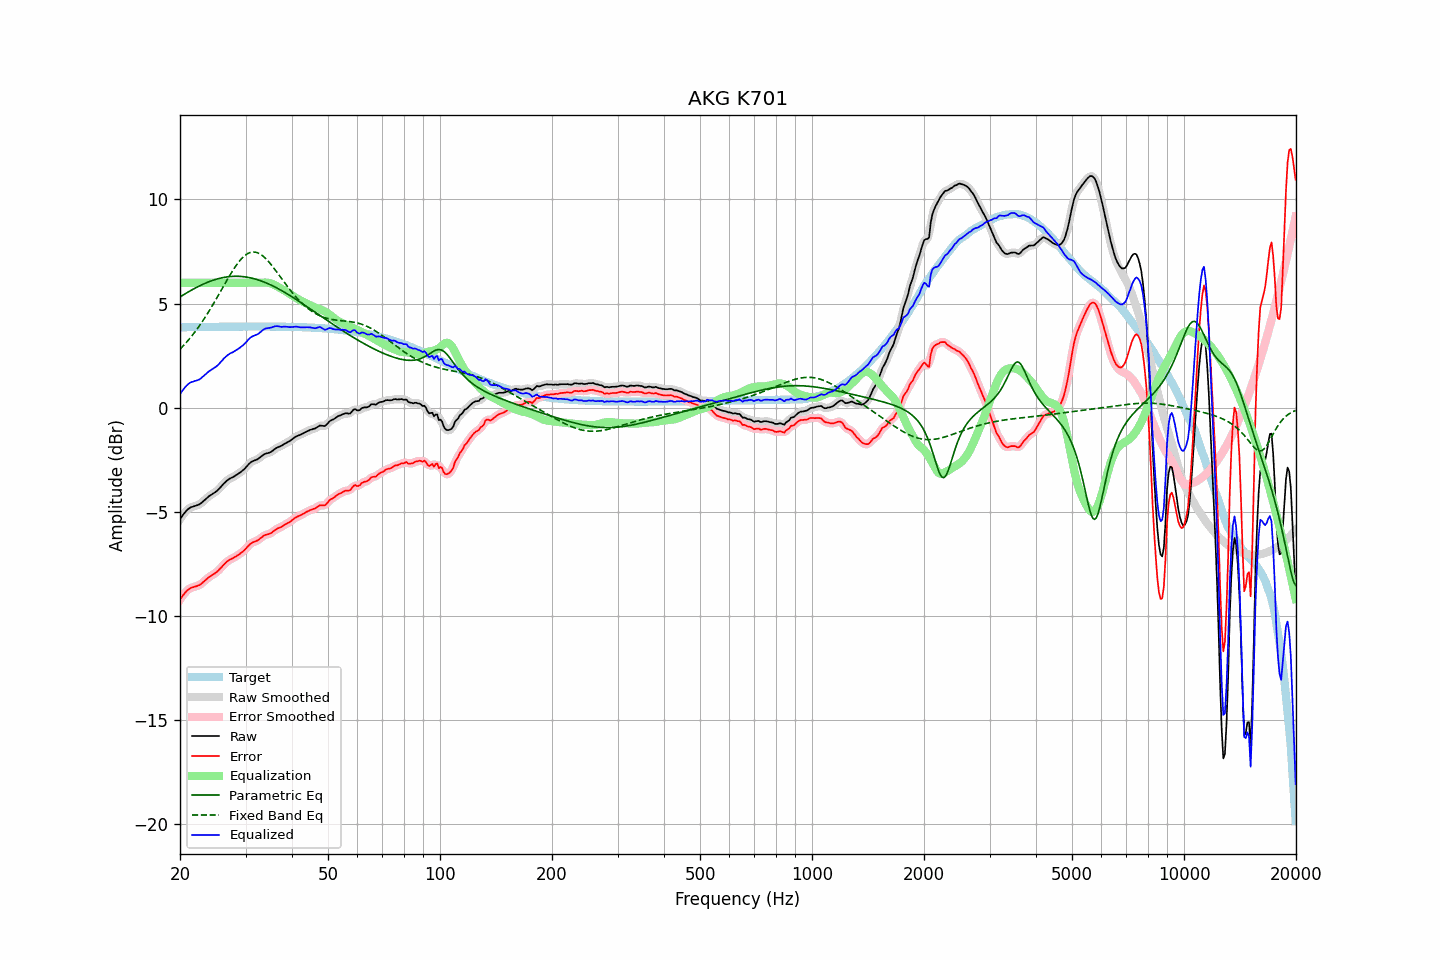 AKG K701
Amplitude (dBr)
10
5
0
−5
−10
−15
−20
Target
Raw Smoothed
Error Smoothed
Raw
Error
Equalization
Parametric Eq
Fixed Band Eq
Equalized
20 50 100 200 500 1000 2000 5000 10000 20000
Frequency (Hz)